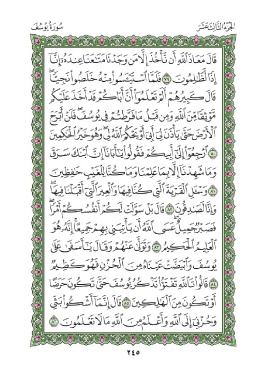 الجزء الثالث عشر
سورة يوسف
قَالَ مَعَاذَ ٱللَّهِ أَن نَّأۡخُذَ إِلَّا مَن وَجَدۡنَا مَتَٰعَنَا عِندَهُۥٓ إِنَّآ
إِذٗا لَّظَٰلِمُونَ ٧٩ فَلَمَّا ٱسۡتَيۡـَٔسُواْ مِنۡهُ خَلَصُواْ نَجِيّٗاۖ
قَالَ كَبِيرُهُمۡ أَلَمۡ تَعۡلَمُوٓاْ أَنَّ أَبَاكُمۡ قَدۡ أَخَذَ عَلَيۡكُم
مَّوۡثِقٗا مِّنَ ٱللَّهِ وَمِن قَبۡلُ مَا فَرَّطتُمۡ فِي يُوسُفَۖ فَلَنۡ أَبۡرَحَ
ٱلۡأَرۡضَ حَتَّىٰ يَأۡذَنَ لِيٓ أَبِيٓ أَوۡ يَحۡكُمَ ٱللَّهُ لِيۖ وَهُوَ خَيۡرُ ٱلۡحَٰكِمِينَ
٨٠ ٱرۡجِعُوٓاْ إِلَىٰٓ أَبِيكُمۡ فَقُولُواْ يَٰٓأَبَانَآ إِنَّ ٱبۡنَكَ سَرَقَ
وَمَا شَهِدۡنَآ إِلَّا بِمَا عَلِمۡنَا وَمَا كُنَّا لِلۡغَيۡبِ حَٰفِظِينَ
٨١ وَسۡـَٔلِ ٱلۡقَرۡيَةَ ٱلَّتِي كُنَّا فِيهَا وَٱلۡعِيرَ ٱلَّتِيٓ أَقۡبَلۡنَا فِيهَاۖ
وَإِنَّا لَصَٰدِقُونَ ٨٢ قَالَ بَلۡ سَوَّلَتۡ لَكُمۡ أَنفُسُكُمۡ أَمۡرٗاۖ
فَصَبۡرٞ جَمِيلٌۖ عَسَى ٱللَّهُ أَن يَأۡتِيَنِي بِهِمۡ جَمِيعًاۚ إِنَّهُۥ هُوَ
ٱلۡعَلِيمُ ٱلۡحَكِيمُ ٨٣ وَتَوَلَّىٰ عَنۡهُمۡ وَقَالَ يَٰٓأَسَفَىٰ عَلَىٰ
يُوسُفَ وَٱبۡيَضَّتۡ عَيۡنَاهُ مِنَ ٱلۡحُزۡنِ فَهُوَ كَظِيمٞ
٨٤ قَالُواْ تَٱللَّهِ تَفۡتَؤُاْ تَذۡكُرُ يُوسُفَ حَتَّىٰ تَكُونَ حَرَضًا
أَوۡ تَكُونَ مِنَ ٱلۡهَٰلِكِينَ ٨٥ قَالَ إِنَّمَآ أَشۡكُواْ بَثِّي
وَحُزۡنِيٓ إِلَى ٱللَّهِ وَأَعۡلَمُ مِنَ ٱللَّهِ مَا لَا تَعۡلَمُونَ ٨٦
٢٤٥